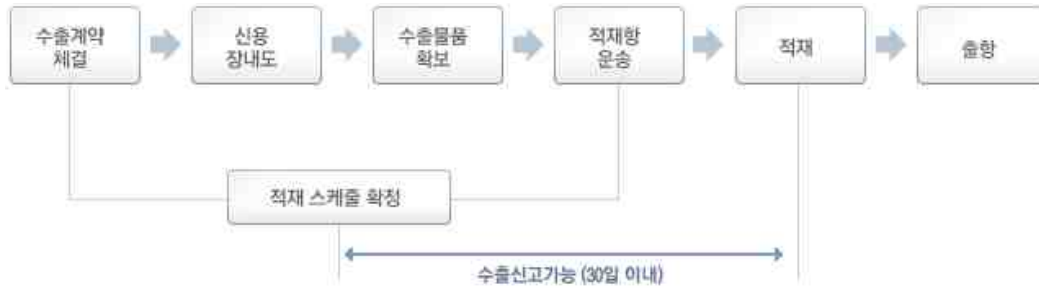 수출계약
체결
신용
장내도
수출물품
확보
적재항
운송
적재
출항
적재 스케줄 확정
수출신고가능 (30일 이내)